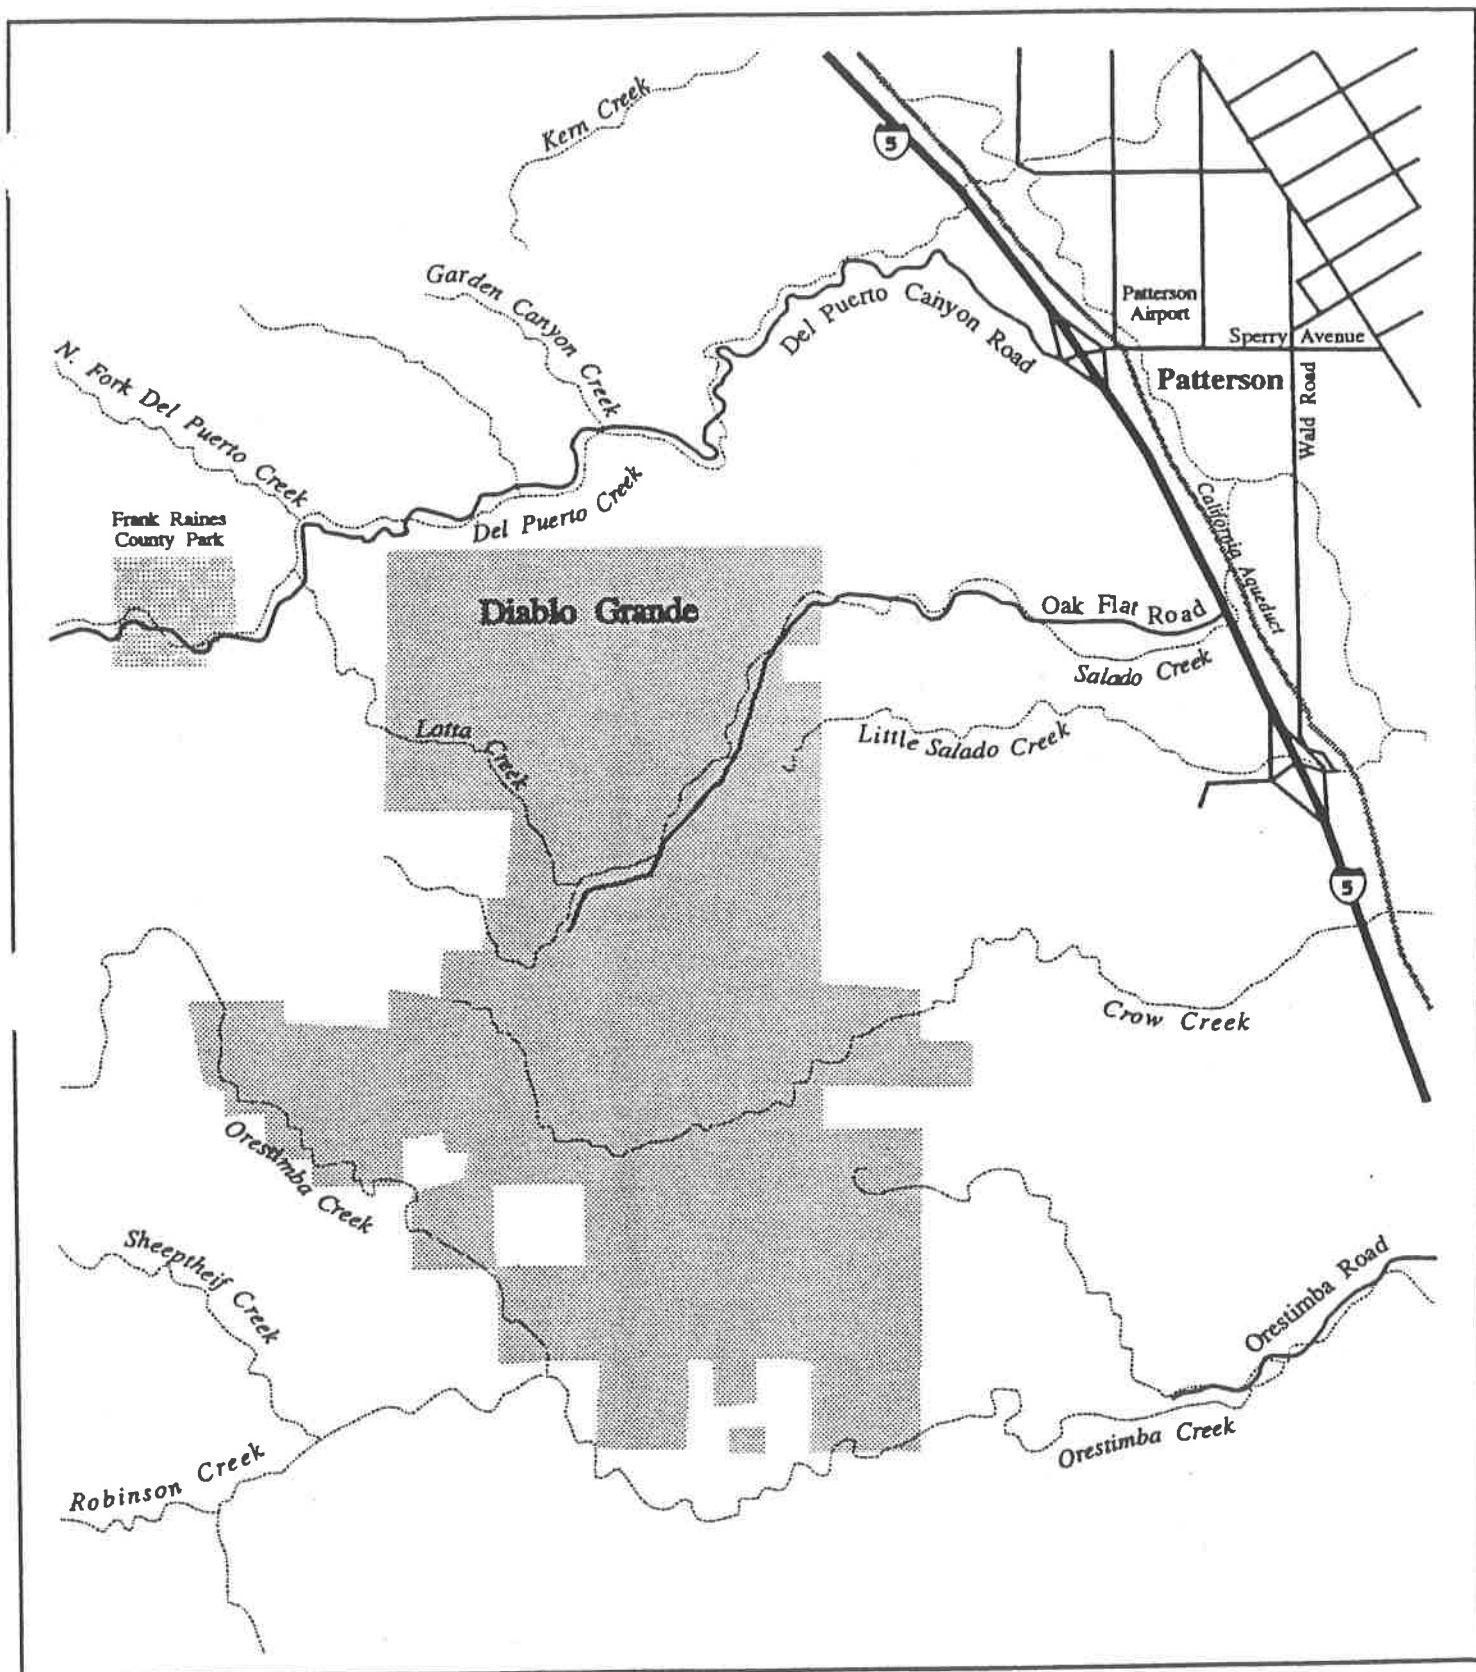 Kern Creek
5
Garden Canyon Creek
Del Puerto Canyon Road
Patterson
Airport
Sperry Avenue
N. Fork Del Puerto Creek
Patterson
Wald Road
Del Puerto Creek
California Aqueduct
Frank Raines
County Park
Diablo Grande
Oak Flat Road
Salado Creek
Lotta Creek
Little Salado Creek
5
Crow Creek
Orestimba Creek
Sheeptheif Creek
Orestimba Road
Orestimba Creek
Robinson Creek